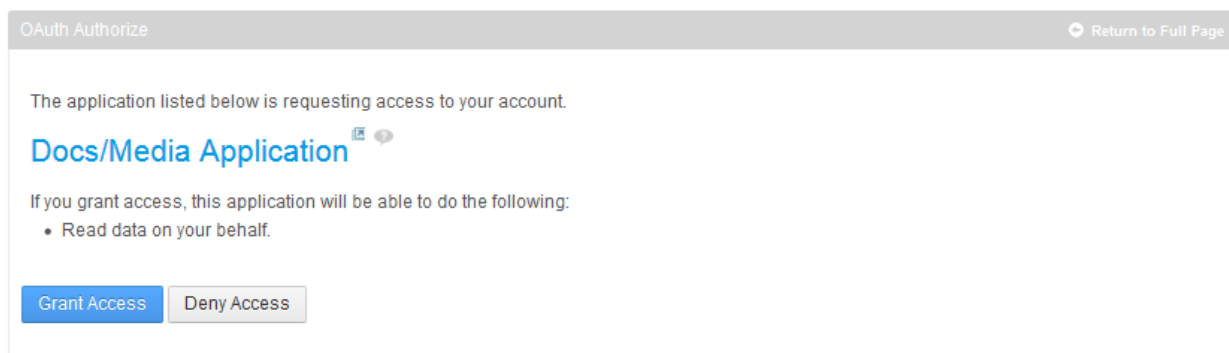 OAuth Authorize Return to Full Page
The application listed below is requesting access to your account.
Docs/Media Application
If you grant access, this application will be able to do the following:
• Read data on your behalf.
Grant Access Deny Access